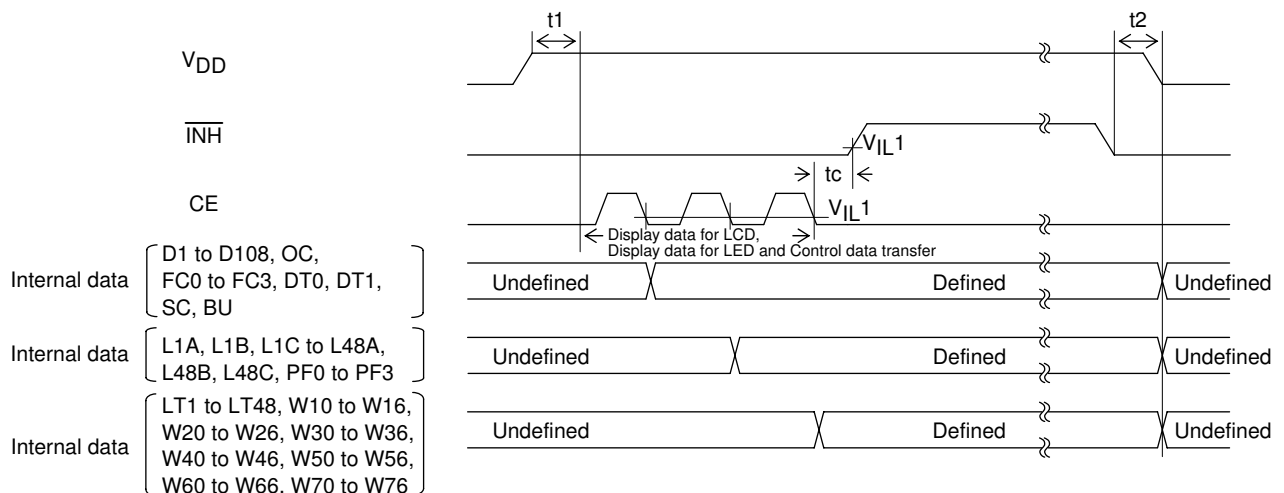 t1
t2
VDD
INH
VIL1
tc
CE
VIL1
Display data for LCD,
Display data for LED and Control data transfer
Internal data
D1 to D108, OC,
FC0 to FC3, DT0, DT1,
SC, BU
Undefined
Defined
Undefined
Internal data
L1A, L1B, L1C to L48A,
L48B, L48C, PF0 to PF3
Undefined
Defined
Undefined
Internal data
LT1 to LT48, W10 to W16,
W20 to W26, W30 to W36,
W40 to W46, W50 to W56,
W60 to W66, W70 to W76
Undefined
Defined
Undefined